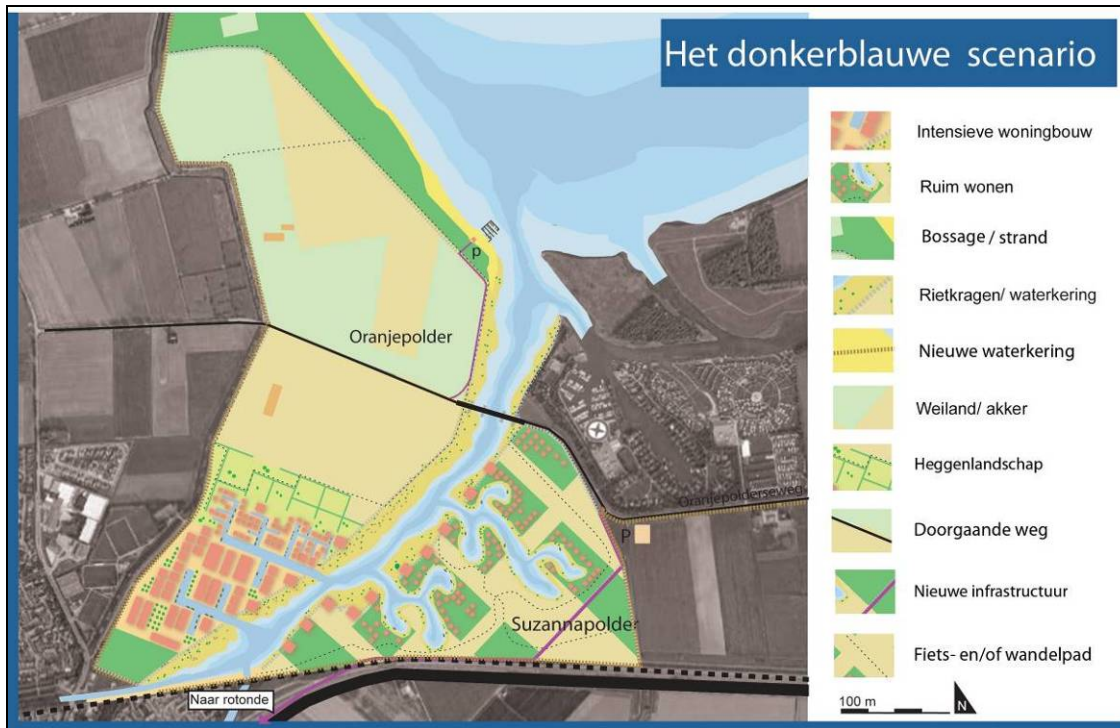 Het donkerblauwe scenario
Intensieve woningbouw
Ruim wonen
Bossage / strand
Rietkragen/ waterkering
Nieuwe waterkering
Weiland/ akker
Heggenlandschap
Doorgaande weg
Nieuwe infrastructuur
Fiets- en/of wandelpad
100 m
N
p
Oranjepolder
Oranjepolderseweg
P
Suzannapolder
Naar rotonde